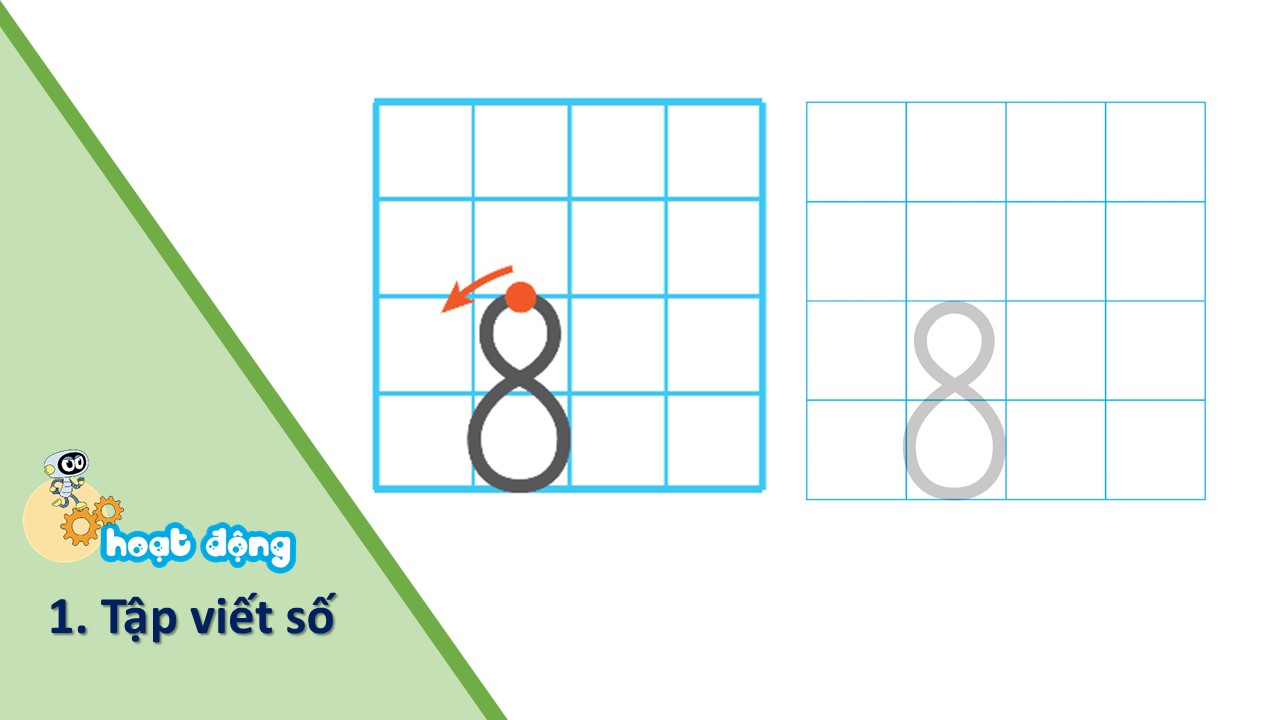 hoạt động
1. Tập viết số
8
8